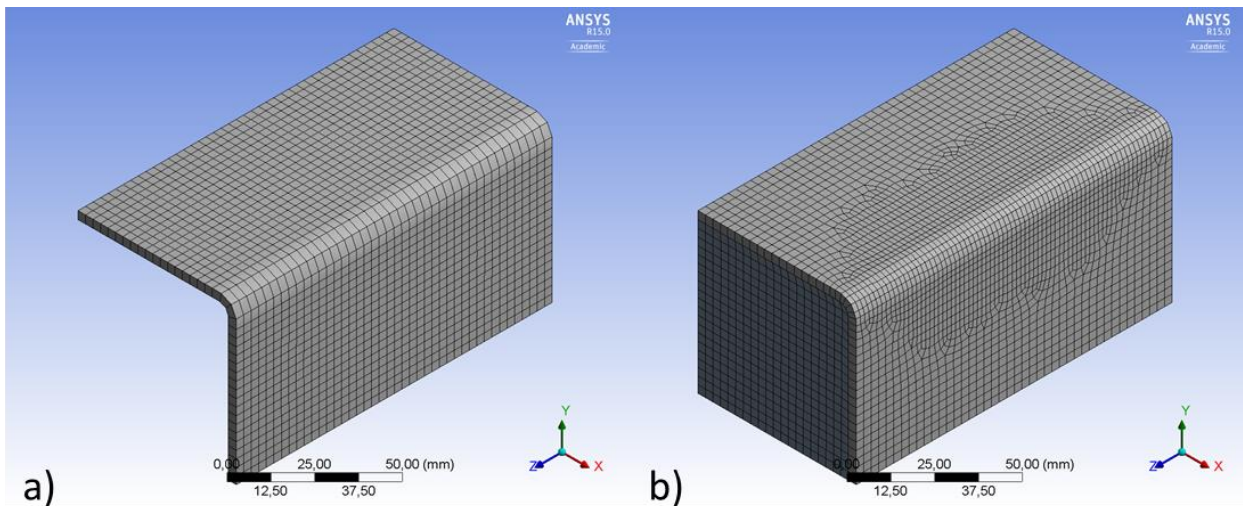 ANSYS
R15.0
Academic
Y
Z
X
0,00 25,00 50,00 (mm)
12,50 37,50
a)
ANSYS
R15.0
Academic
Y
Z
X
0,00 25,00 50,00 (mm)
12,50 37,50
b)